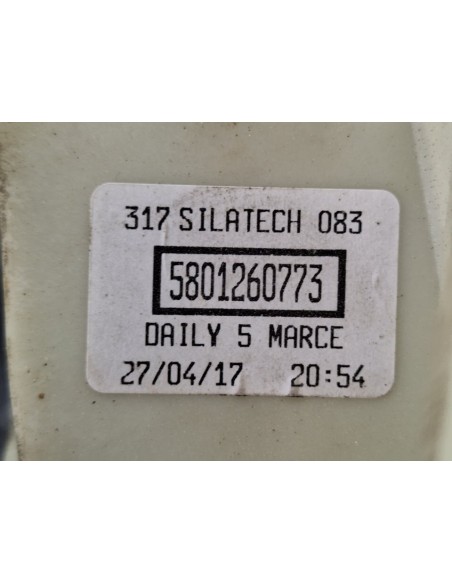 317 SILATECH 083
5801260773
DAILY 5 MARCE
27/04/17 20:54